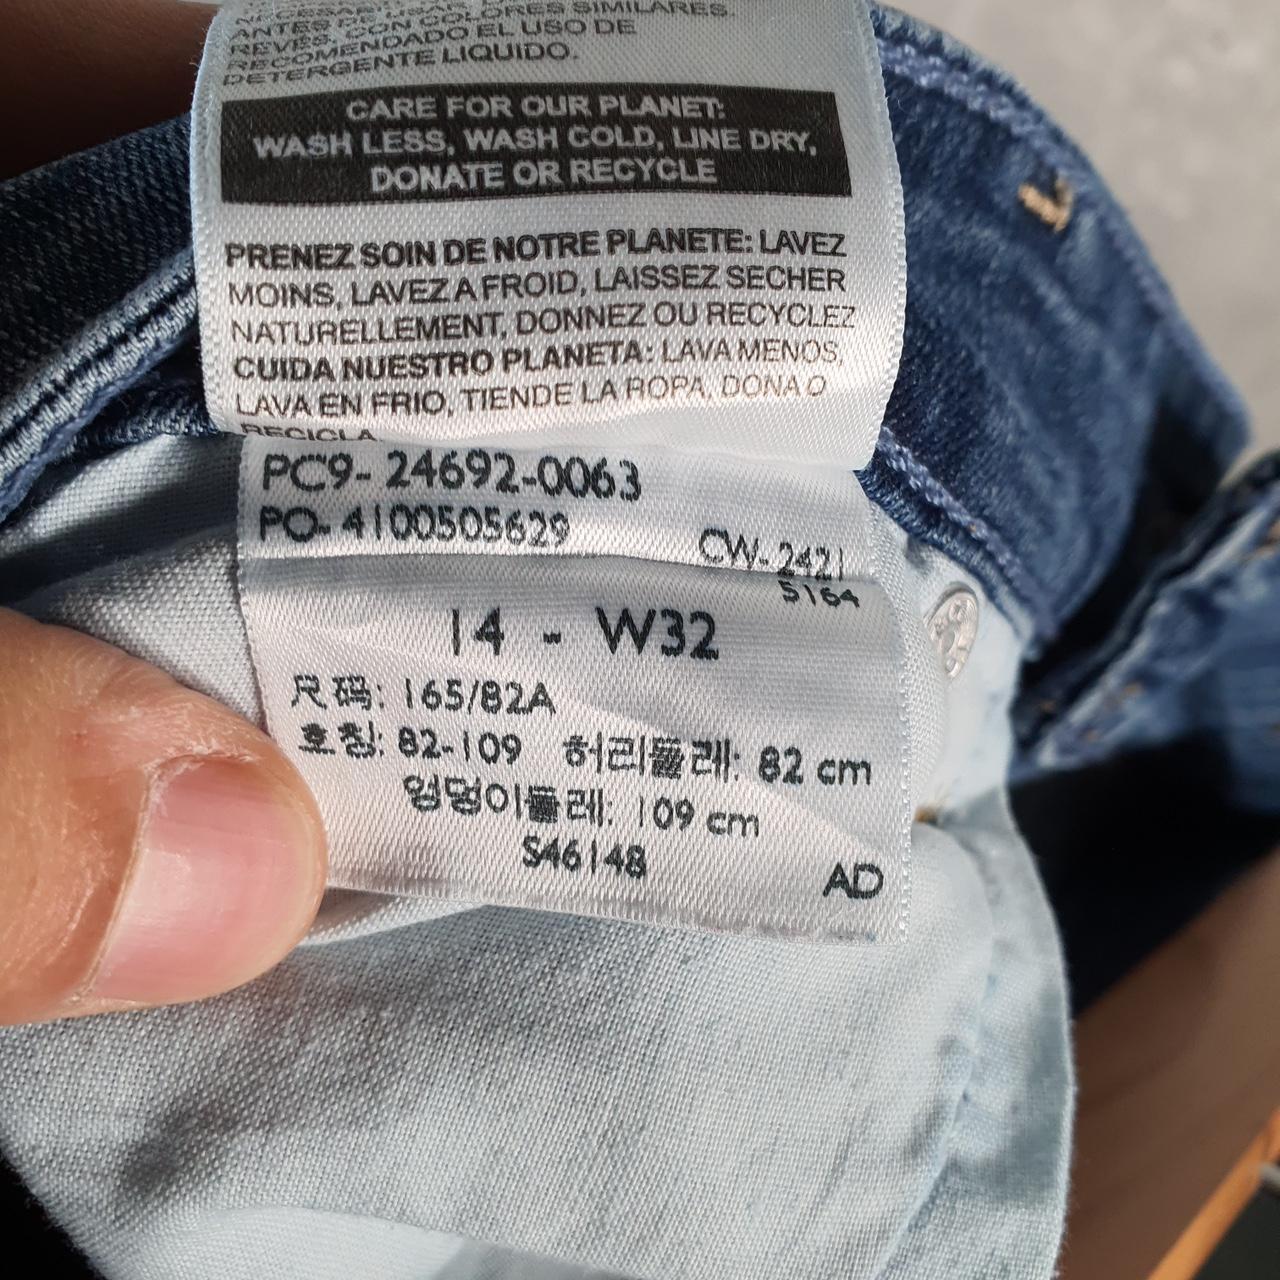 ANTES DE USAR. COLORES SIMILARES.
REVES. CON COLORES EL USO DE
RECOMENDADO
DETERGENTE LIQUIDO.
CARE FOR OUR PLANET:
WASH LESS, WASH COLD, LINE DRY,
DONATE OR RECYCLE
PRENEZ SOIN DE NOTRE PLANETE: LAVEZ
MOINS, LAVEZ A FROID, LAISSEZ SECHER
NATURELLEMENT, DONNEZ OU RECYCLEZ
CUIDA NUESTRO PLANETA: LAVA MENOS,
LAVA EN FRIO, TIENDE LA ROPA, DONA O
RECICLA
PC9- 24692-0063
PO- 4100505629
CW-2421
5164
14 - W32
尺码: 165/82A
호칭: 82-109 허리둘레: 82 cm
엉덩이둘레: 109 cm
S46148
AD